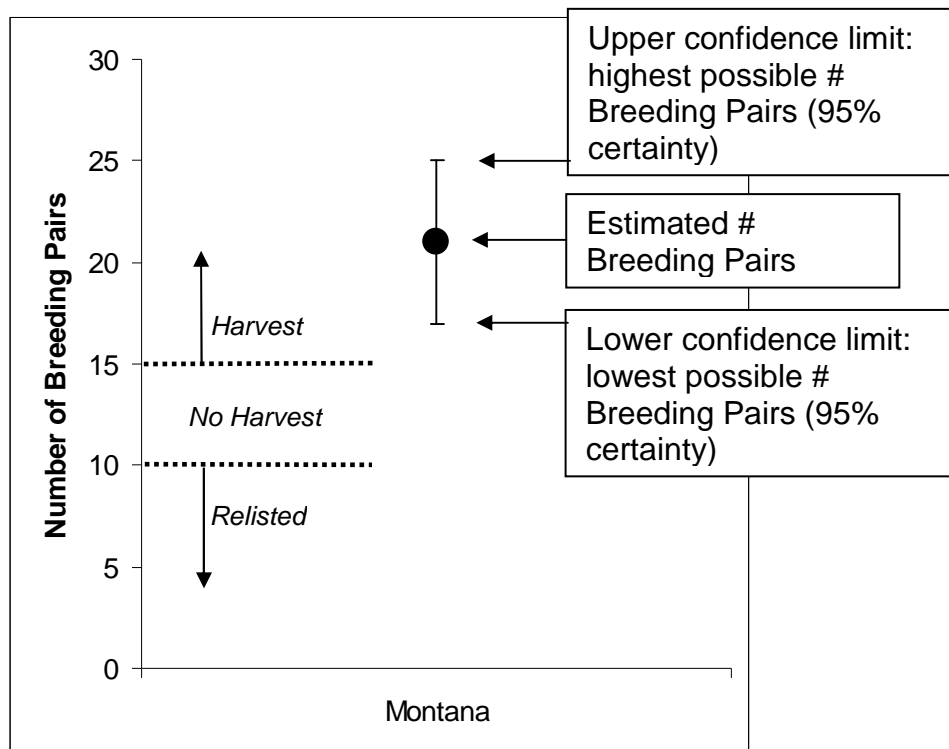 Upper confidence limit:
highest possible #
Breeding Pairs (95%
certainty)
Estimated #
Breeding Pairs
Lower confidence limit:
lowest possible #
Breeding Pairs (95%
certainty)
Number of Breeding Pairs
30
25
20
15
10
5
0
Harvest
No Harvest
Relisted
Montana